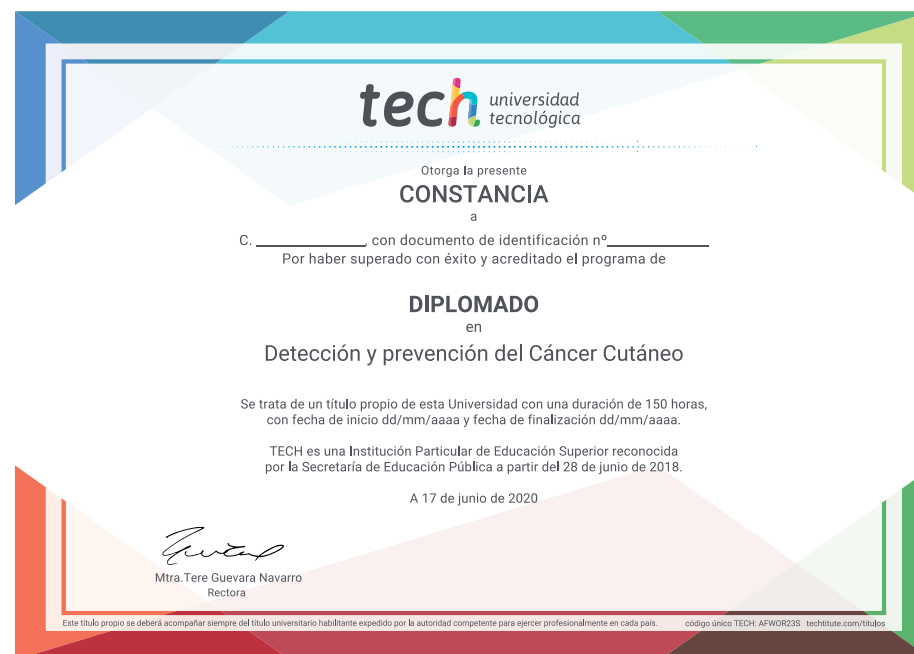 tech universidad
tecnológica
Otorga la presente
CONSTANCIA
a
C. ______________, con documento de identificación nº_____________
Por haber superado con éxito y acreditado el programa de
DIPLOMADO
en
Detección y prevención del Cáncer Cutáneo
Se trata de un título propio de esta Universidad con una duración de 150 horas,
con fecha de inicio dd/mm/aaaa y fecha de finalización dd/mm/aaaa.
TECH es una Institución Particular de Educación Superior reconocida
por la Secretaría de Educación Pública a partir del 28 de junio de 2018.
A 17 de junio de 2020
Mtra.Tere Guevara Navarro
Rectora
Este título propio se deberá acompañar siempre del título universitario habilitante expedido por la autoridad competente para ejercer profesionalmente en cada país. código único TECH: AFWOR23S techtitute.com/titulos